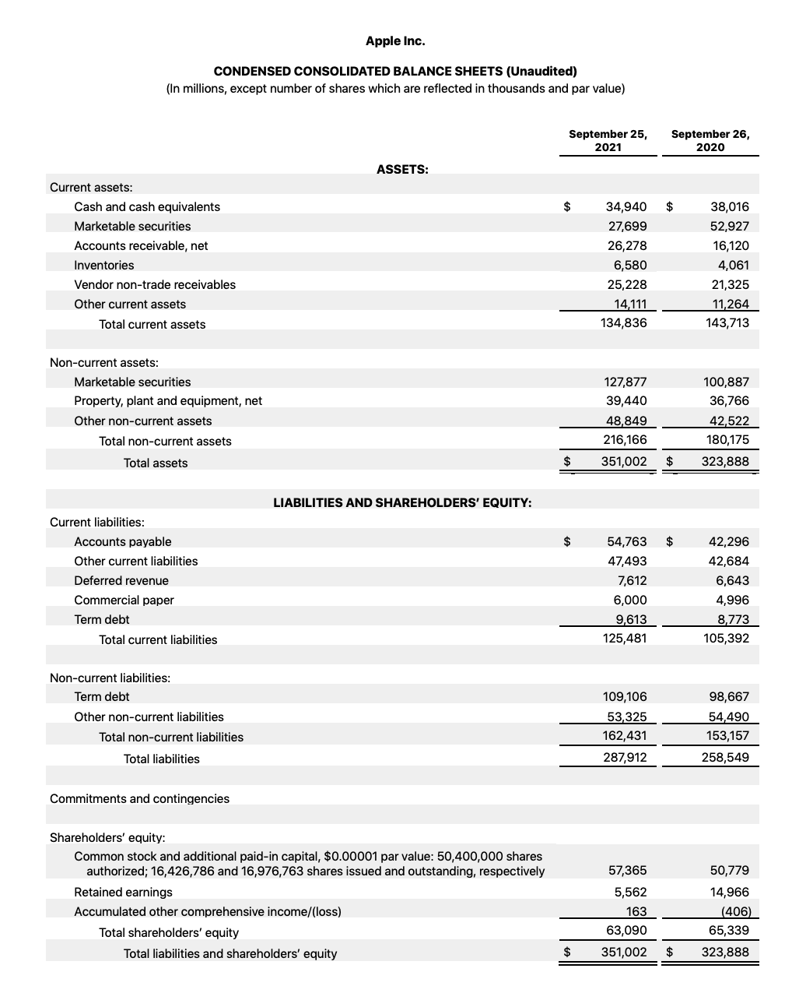 Apple Inc.
CONDENSED CONSOLIDATED BALANCE SHEETS (Unaudited)
(In millions, except number of shares which are reflected in thousands and par value)
September 25, 2021 September 26, 2020
ASSETS:
Current assets:
Cash and cash equivalents $ 34,940 $ 38,016
Marketable securities 27,699 52,927
Accounts receivable, net 26,278 16,120
Inventories 6,580 4,061
Vendor non-trade receivables 25,228 21,325
Other current assets 14,111 11,264
Total current assets 134,836 143,713
Non-current assets:
Marketable securities 127,877 100,887
Property, plant and equipment, net 39,440 36,766
Other non-current assets 48,849 42,522
Total non-current assets 216,166 180,175
Total assets $ 351,002 $ 323,888
LIABILITIES AND SHAREHOLDERS’ EQUITY:
Current liabilities:
Accounts payable $ 54,763 $ 42,296
Other current liabilities 47,493 42,684
Deferred revenue 7,612 6,643
Commercial paper 6,000 4,996
Term debt 9,613 8,773
Total current liabilities 125,481 105,392
Non-current liabilities:
Term debt 109,106 98,667
Other non-current liabilities 53,325 54,490
Total non-current liabilities 162,431 153,157
Total liabilities 287,912 258,549
Commitments and contingencies
Shareholders’ equity:
Common stock and additional paid-in capital, $0.00001 par value: 50,400,000 shares
authorized; 16,426,786 and 16,976,763 shares issued and outstanding, respectively 57,365 50,779
Retained earnings 5,562 14,966
Accumulated other comprehensive income/(loss) 163 (406)
Total shareholders’ equity 63,090 65,339
Total liabilities and shareholders’ equity $ 351,002 $ 323,888